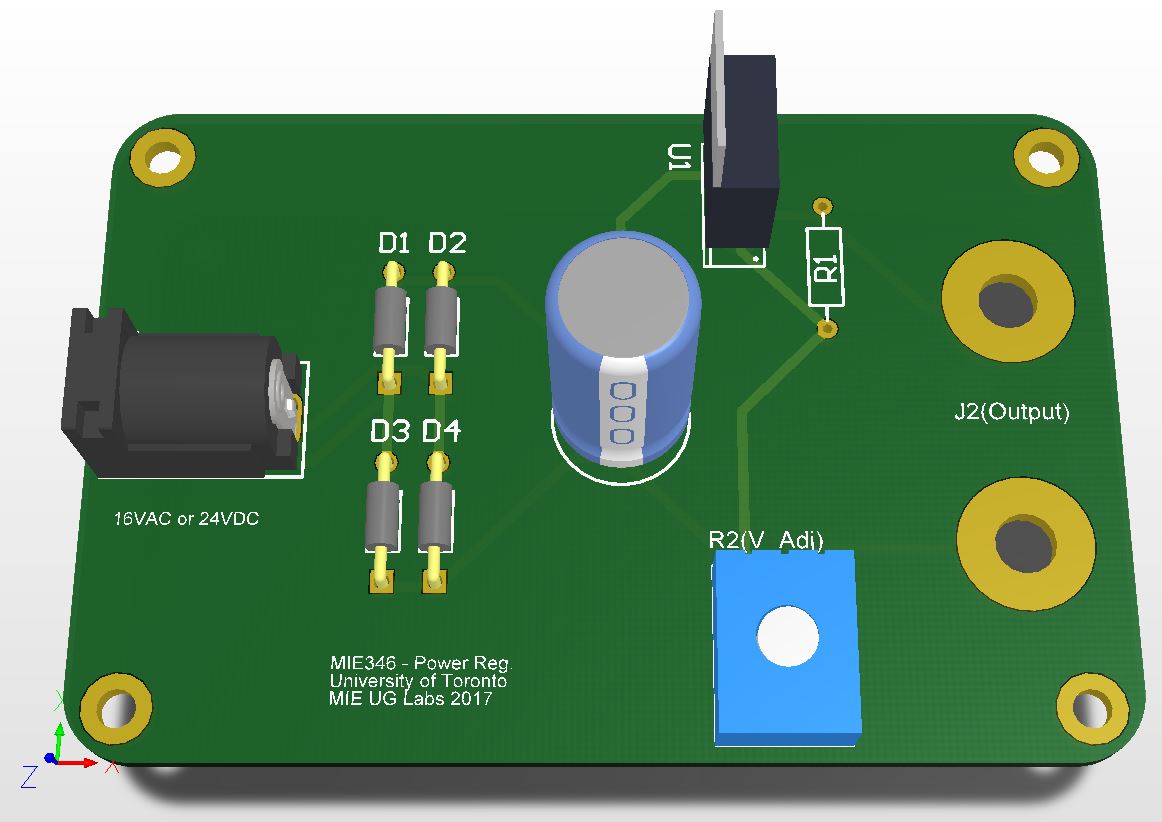 U1
D1 D2
R1
J2(Output)
D3 D4
16VAC or 24VDC
R2(V_Adj)
MIE346 - Power Reg.
University of Toronto
MIE UG Labs 2017
X
Z